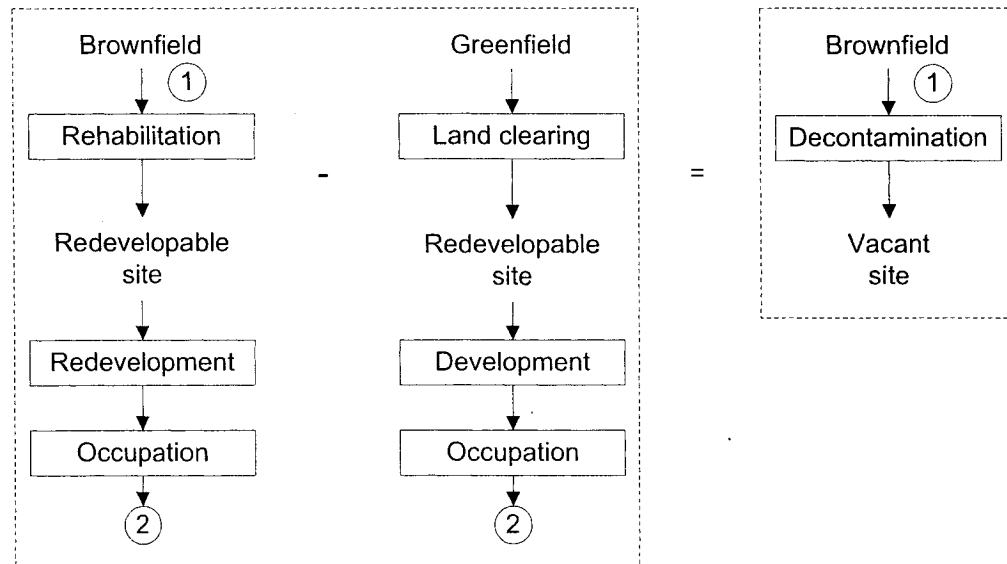 Brownfield
1
Rehabilitation
Redevelopable
site
Redevelopment
Occupation
2
-
Greenfield
Land clearing
Redevelopable
site
Development
Occupation
2
=
Brownfield
1
Decontamination
Vacant
site